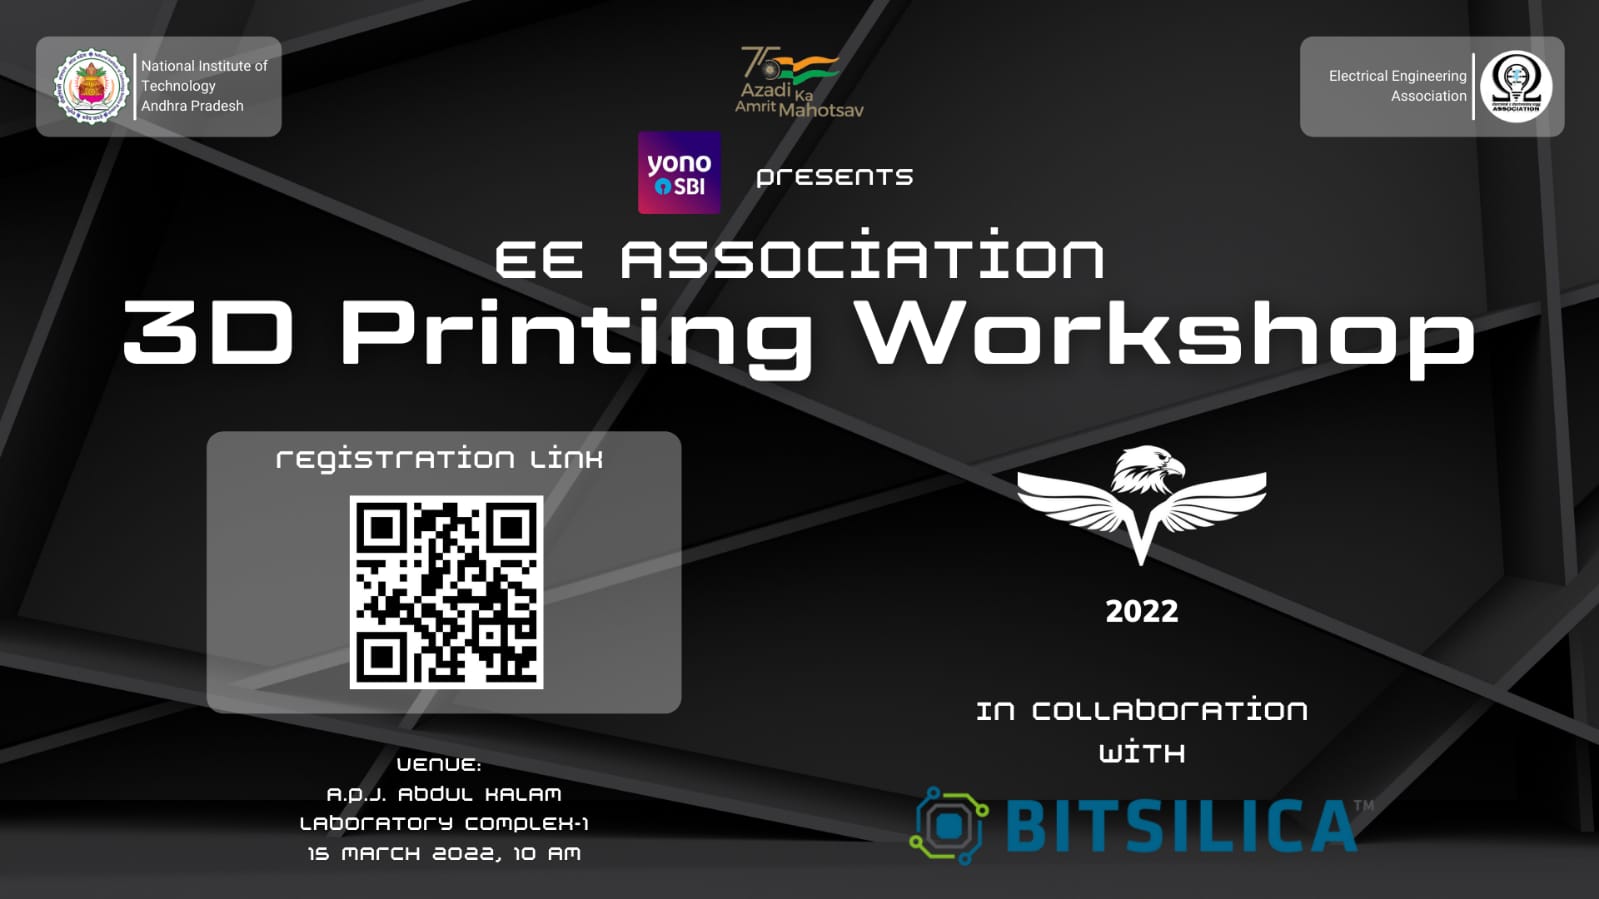 National Institute of
Technology
Andhra Pradesh
75
Azadi Ka
Amrit Mahotsav
Electrical Engineering
Association
ASSOCIATION
yono
SBI
presents
EE ASSOCIATION
3D Printing Workshop
registration link
2022
in collaboration
with
BITSILICA™
Venue:
A.P.J. Abdul Kalam
Laboratory Complex-1
15 March 2022, 10 AM